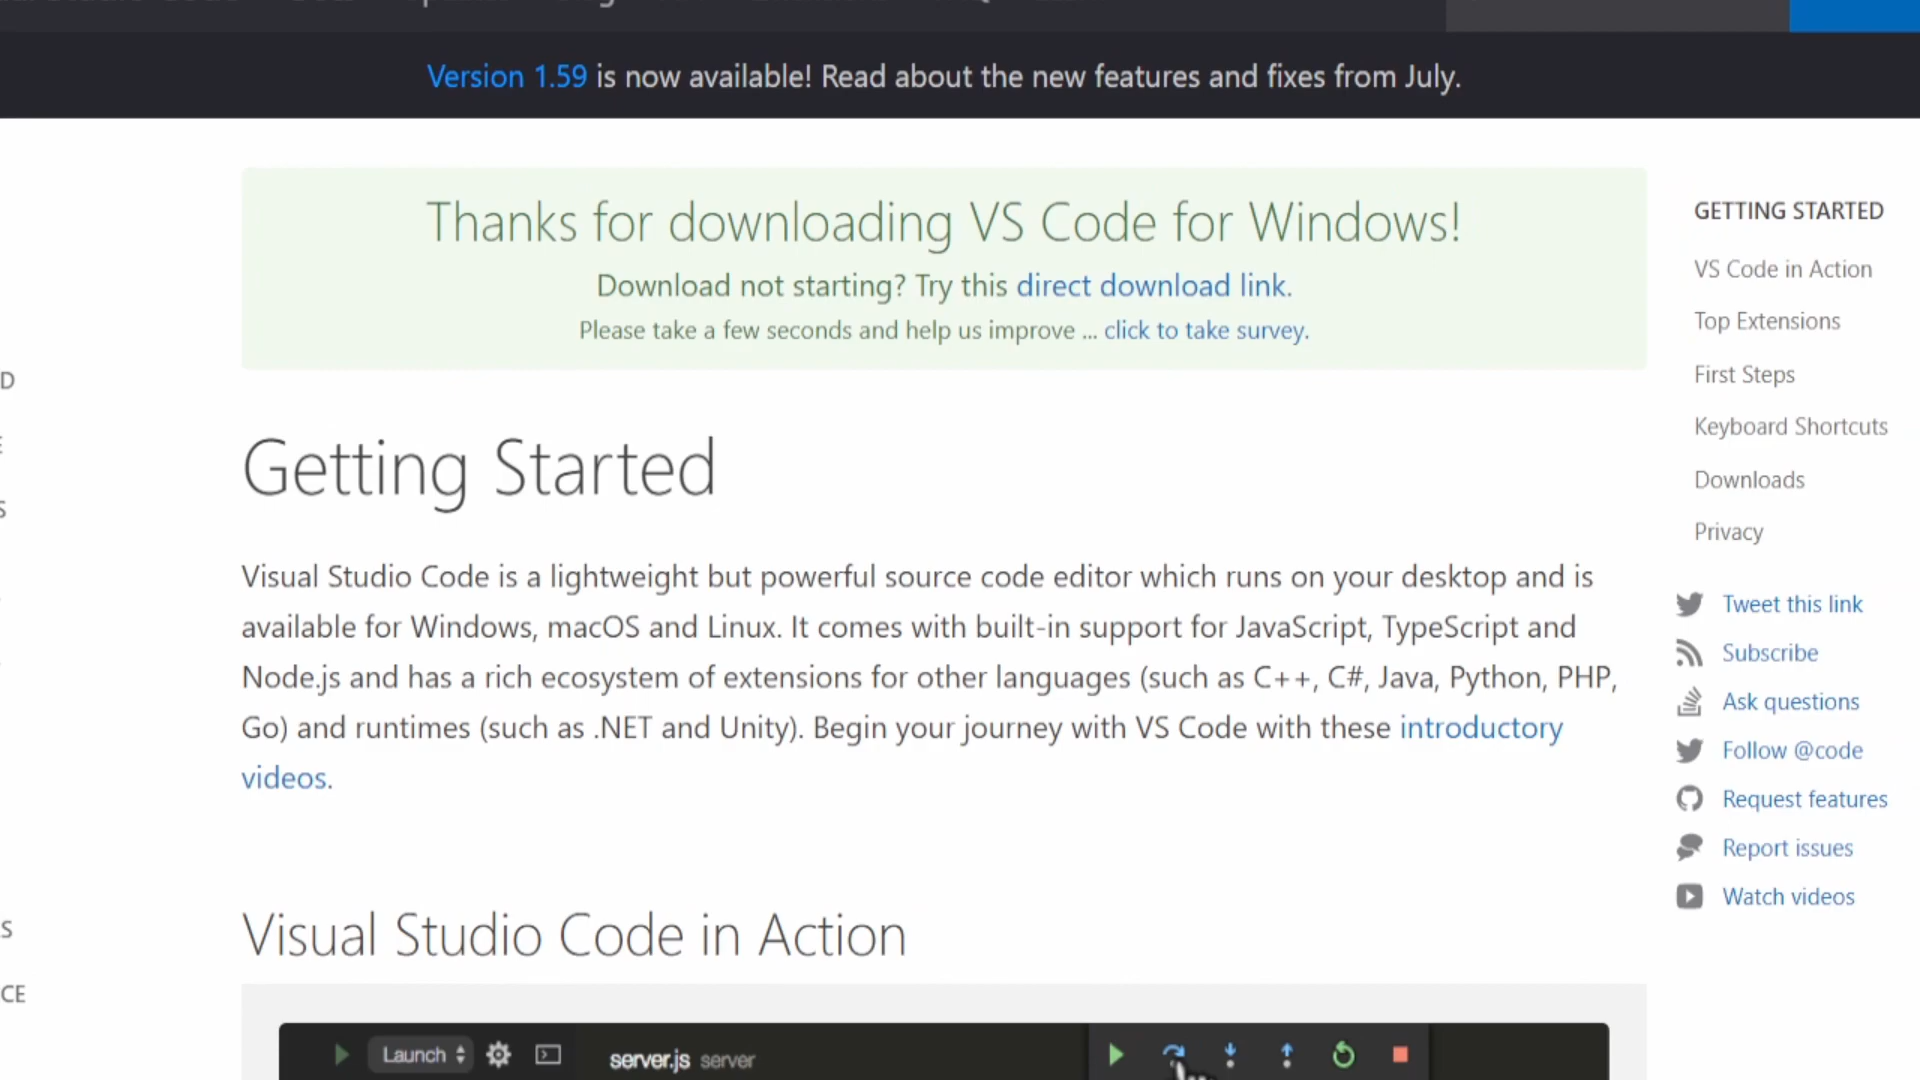 Version 1.59 is now available! Read about the new features and fixes from July.
Thanks for downloading VS Code for Windows!
Download not starting? Try this direct download link.
Please take a few seconds and help us improve ... click to take survey.
Getting Started
Visual Studio Code is a lightweight but powerful source code editor which runs on your desktop and is
available for Windows, macOS and Linux. It comes with built-in support for JavaScript, TypeScript and
Node.js and has a rich ecosystem of extensions for other languages (such as C++, C#, Java, Python, PHP,
Go) and runtimes (such as .NET and Unity). Begin your journey with VS Code with these introductory
videos.
Visual Studio Code in Action
Launch
server.js server
GETTING STARTED
VS Code in Action
Top Extensions
First Steps
Keyboard Shortcuts
Downloads
Privacy
Tweet this link
Subscribe
Ask questions
Follow @code
Request features
Report issues
Watch videos